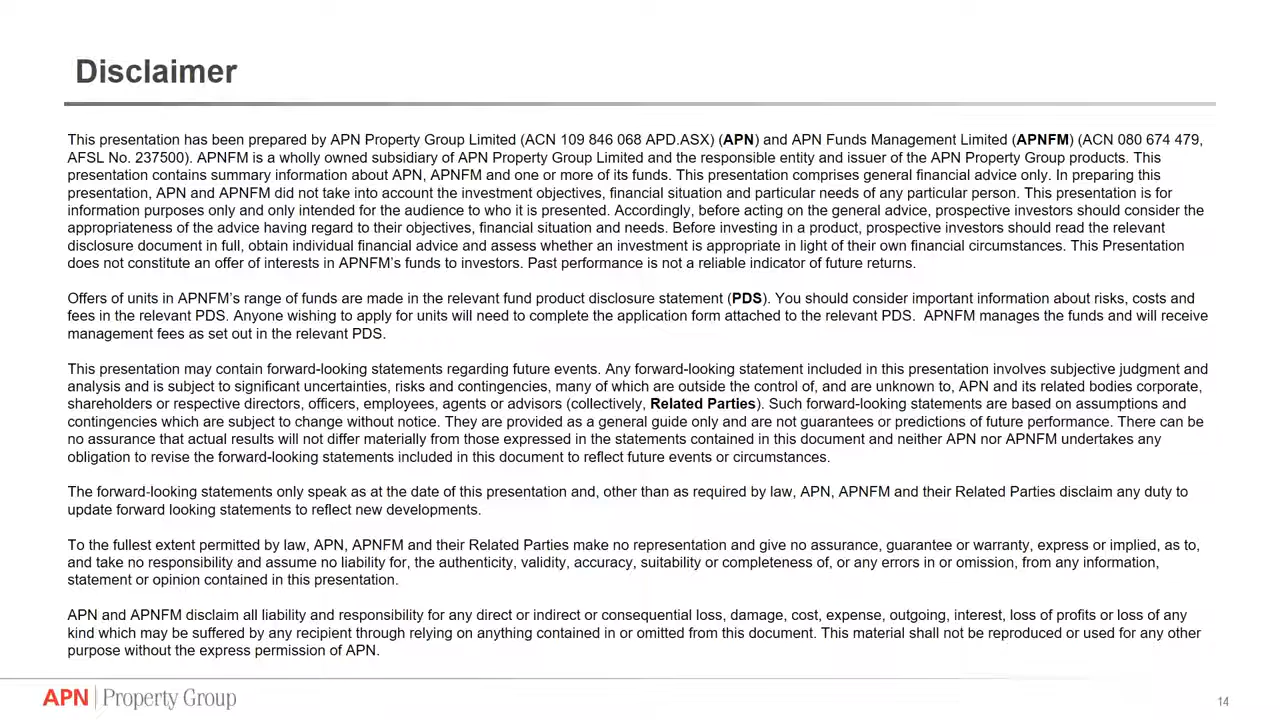 Disclaimer
This presentation has been prepared by APN Property Group Limited (ACN 109 846 068 APD.ASX) (APN) and APN Funds Management Limited (APNFM) (ACN 080 674 479,
AFSL No. 237500). APNFM is a wholly owned subsidiary of APN Property Group Limited and the responsible entity and issuer of the APN Property Group products. This
presentation contains summary information about APN, APNFM and one or more of its funds. This presentation comprises general financial advice only. In preparing this
presentation, APN and APNFM did not take into account the investment objectives, financial situation and particular needs of any particular person. This presentation is for
information purposes only and only intended for the audience to who it is presented. Accordingly, before acting on the general advice, prospective investors should consider the
appropriateness of the advice having regard to their objectives, financial situation and needs. Before investing in a product, prospective investors should read the relevant
disclosure document in full, obtain individual financial advice and assess whether an investment is appropriate in light of their own financial circumstances. This Presentation
does not constitute an offer of interests in APNFM's funds to investors. Past performance is not a reliable indicator of future returns.
Offers of units in APNFM's range of funds are made in the relevant fund product disclosure statement (PDS). You should consider important information about risks, costs and
fees in the relevant PDS. Anyone wishing to apply for units will need to complete the application form attached to the relevant PDS. APNFM manages the funds and will receive
management fees as set out in the relevant PDS.
This presentation may contain forward-looking statements regarding future events. Any forward-looking statement included in this presentation involves subjective judgment and
analysis and is subject to significant uncertainties, risks and contingencies, many of which are outside the control of, and are unknown to, APN and its related bodies corporate,
shareholders or respective directors, officers, employees, agents or advisors (collectively, Related Parties). Such forward-looking statements are based on assumptions and
contingencies which are subject to change without notice. They are provided as a general guide only and are not guarantees or predictions of future performance. There can be
no assurance that actual results will not differ materially from those expressed in the statements contained in this document and neither APN nor APNFM undertakes any
obligation to revise the forward-looking statements included in this document to reflect future events or circumstances.
The forward-looking statements only speak as at the date of this presentation and, other than as required by law, APN, APNFM and their Related Parties disclaim any duty to
update forward looking statements to reflect new developments.
To the fullest extent permitted by law, APN, APNFM and their Related Parties make no representation and give no assurance, guarantee or warranty, express or implied, as to,
and take no responsibility and assume no liability for, the authenticity, validity, accuracy, suitability or completeness of, or any errors in or omission, from any information,
statement or opinion contained in this presentation.
APN and APNFM disclaim all liability and responsibility for any direct or indirect or consequential loss, damage, cost, expense, outgoing, interest, loss of profits or loss of any
kind which may be suffered by any recipient through relying on anything contained in or omitted from this document. This material shall not be reproduced or used for any other
purpose without the express permission of APN.
APN Property Group
14